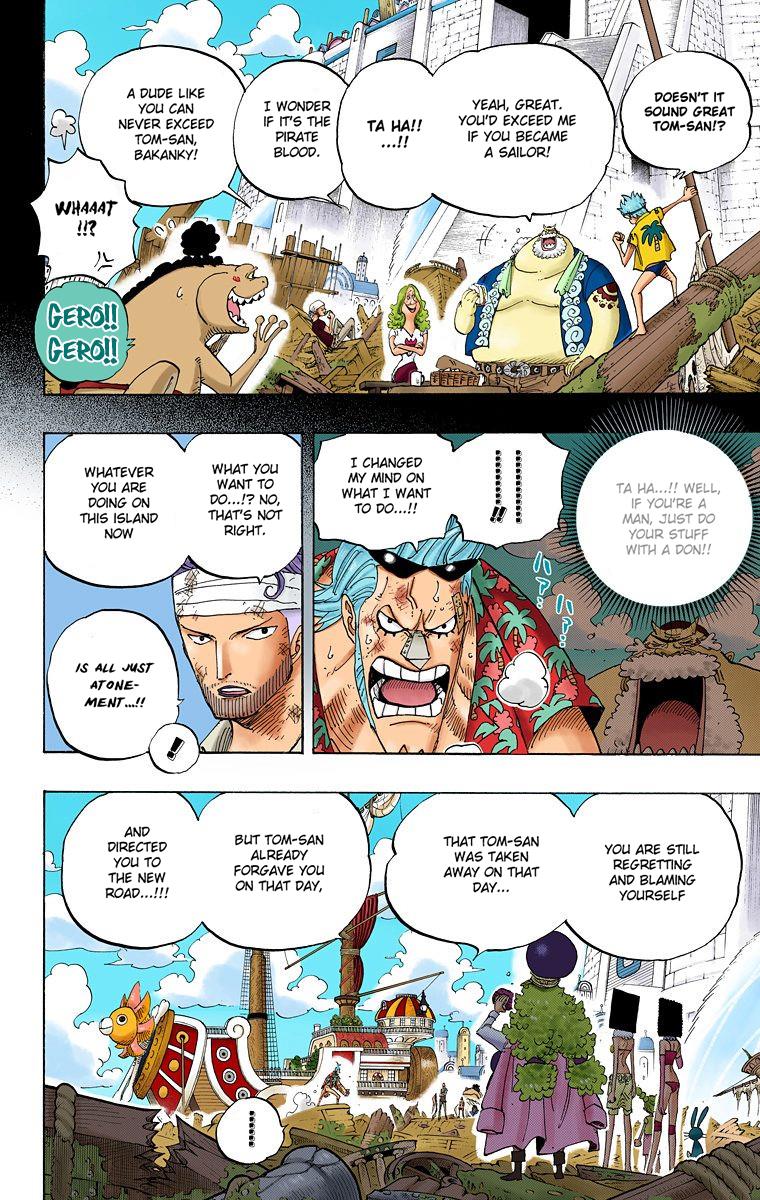 DOESN'T IT
SOUND GREAT
TOM-SAN!?
YEAH, GREAT.
YOU'D EXCEED ME
IF YOU BECAME
A SAILOR!
TA HA!!
...!!
I WONDER
IF IT'S THE
PIRATE
BLOOD.
A DUDE LIKE
YOU CAN
NEVER EXCEED
TOM-SAN,
BAKANKY!
WHAAAT
!!?
GERO!!
GERO!!
TA HA...!! WELL,
IF YOU'RE A
MAN, JUST DO
YOUR STUFF
WITH A DON!!
!!
I CHANGED
MY MIND ON
WHAT I WANT
TO DO...!!
ハァ?
ハァ?
WHAT YOU
WANT TO
DO...!? NO,
THAT'S NOT
RIGHT.
WHATEVER
YOU ARE
DOING ON
THIS ISLAND
NOW
IS ALL JUST
ATONE-
MENT...!!
!
YOU ARE STILL
REGRETTING
AND BLAMING
YOURSELF
THAT TOM-SAN
WAS TAKEN
AWAY ON THAT
DAY...
BUT TOM-SAN
ALREADY
FORGAVE YOU
ON THAT DAY,
AND
DIRECTED
YOU TO
THE NEW
ROAD...!!!